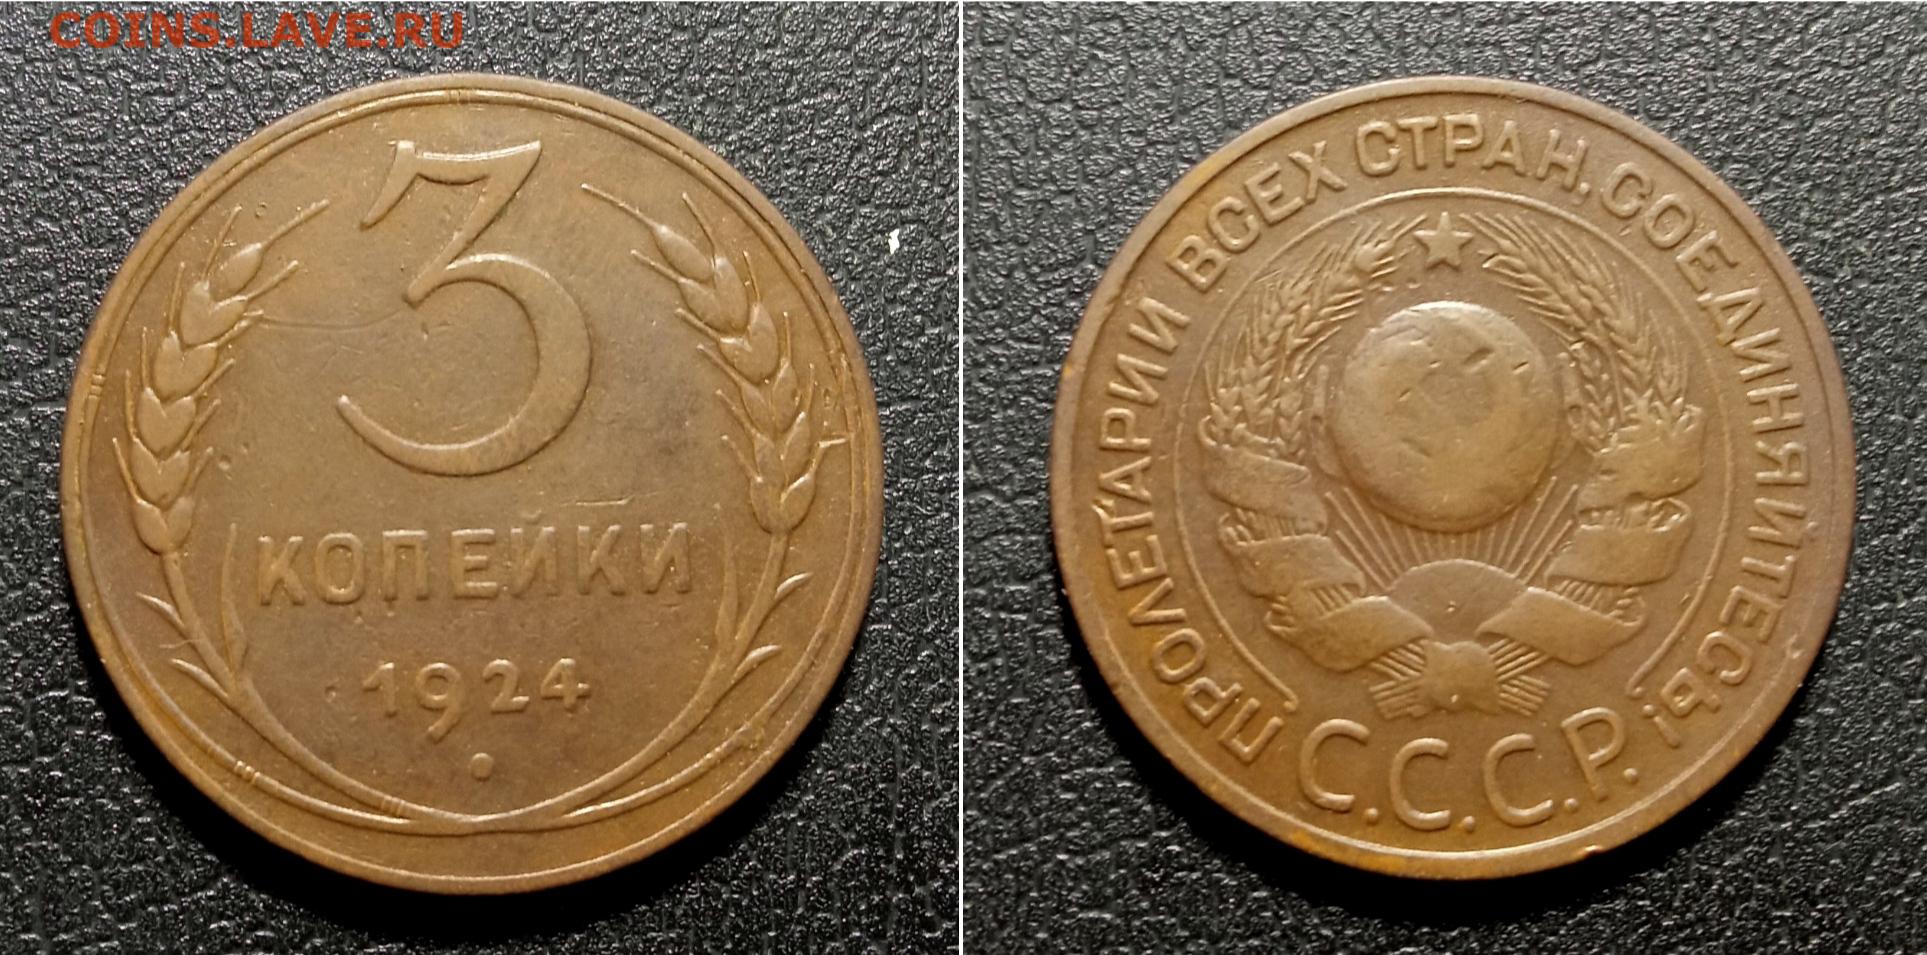 COINS.LAVE.RU
3
КОПЕЙКИ
1924
ПРОЛЕТАРИИ ВСЕХ СТРАН, СОЕДИНЯЙТЕСЬ!
С.С.С.Р.